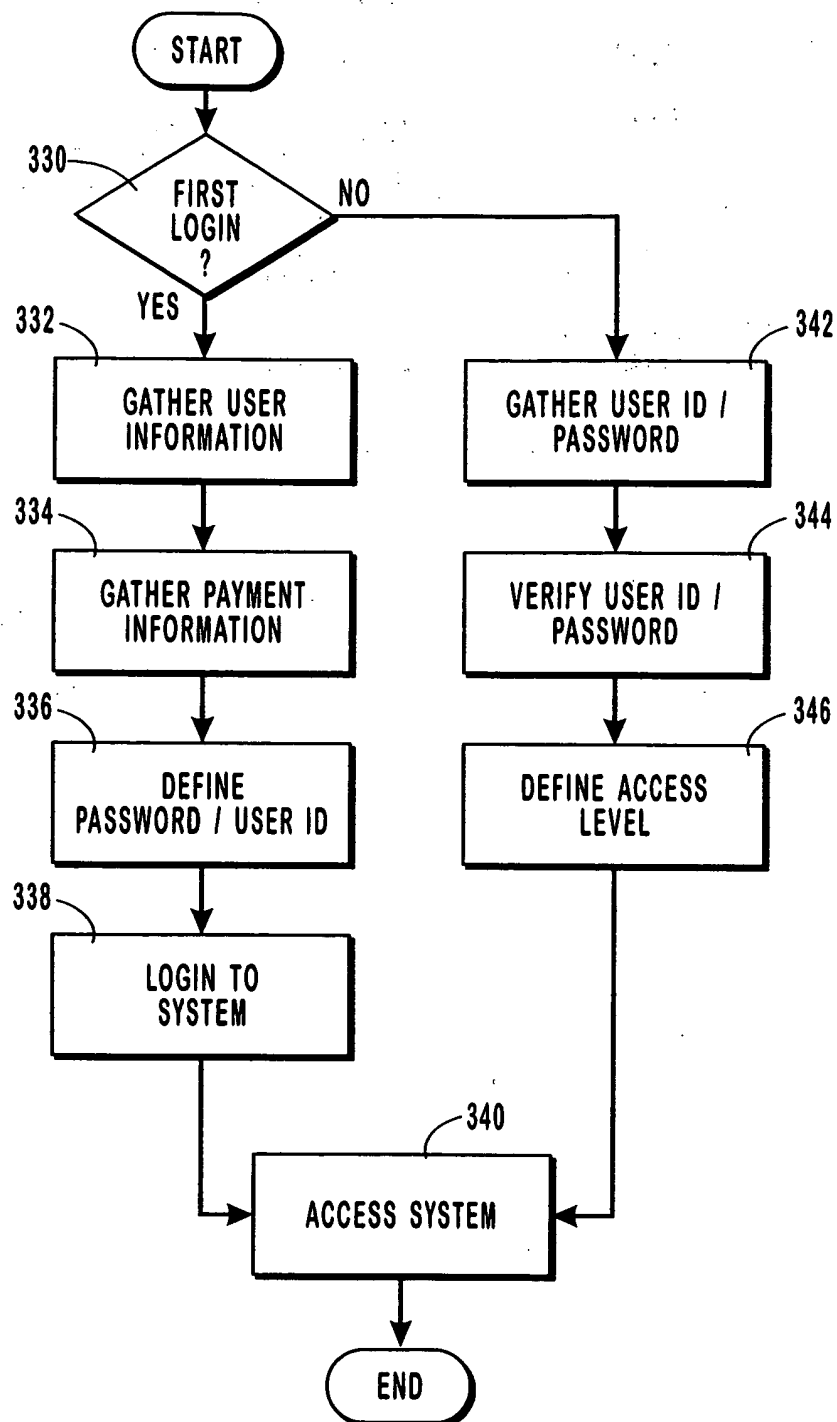 START
330
FIRST
LOGIN
?
NO
YES
332
GATHER USER
INFORMATION
334
GATHER PAYMENT
INFORMATION
336
DEFINE
PASSWORD / USER ID
338
LOGIN TO
SYSTEM
342
GATHER USER ID /
PASSWORD
344
VERIFY USER ID /
PASSWORD
346
DEFINE ACCESS
LEVEL
340
ACCESS SYSTEM
END